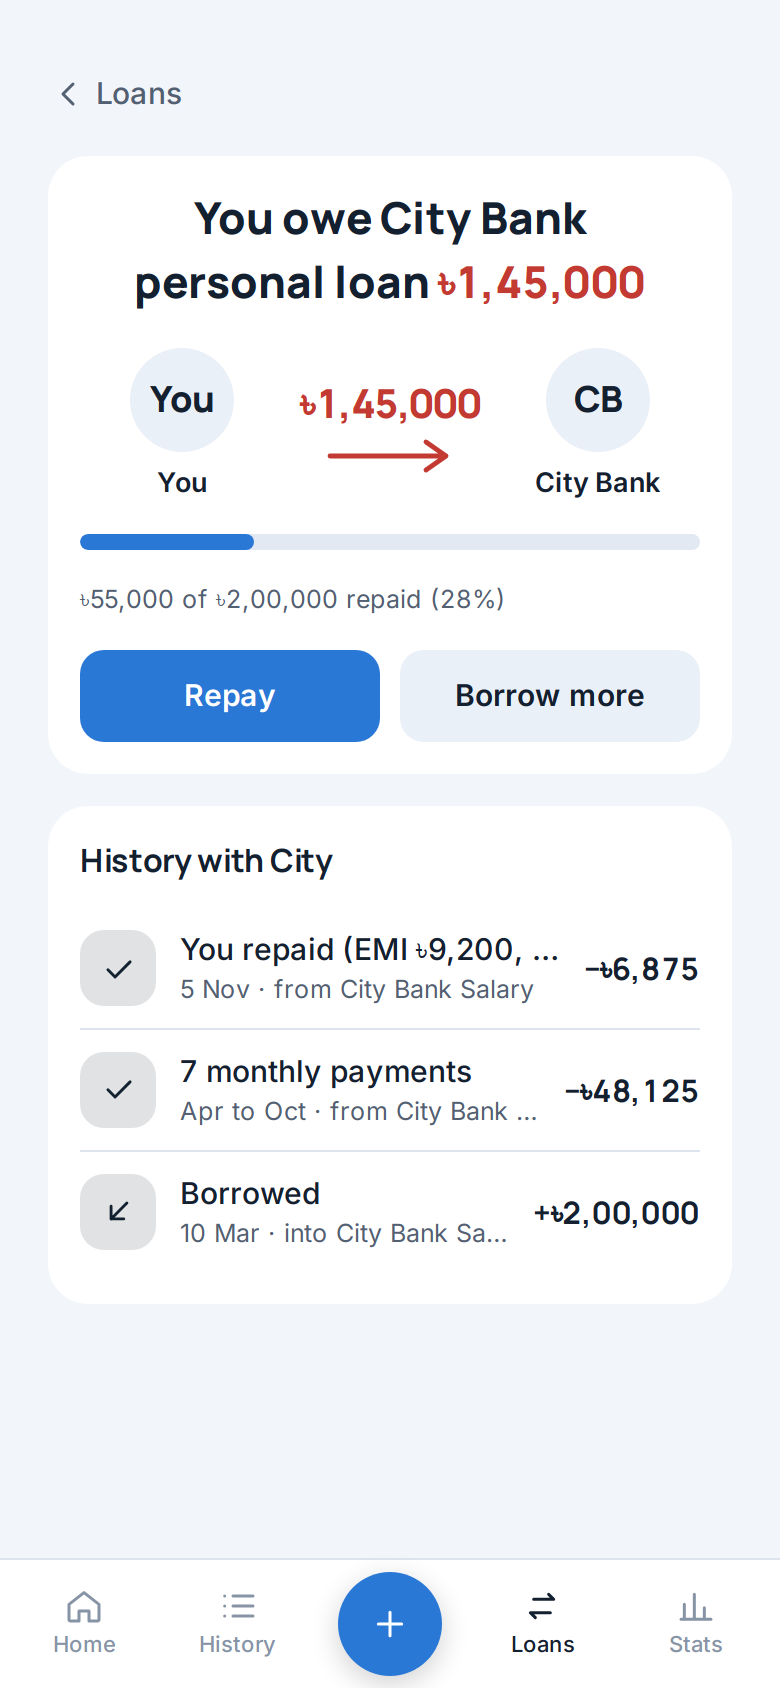 Loans
You owe City Bank
personal loan ৳1,45,000
You
৳1,45,000
CB
You
City Bank
৳55,000 of ৳2,00,000 repaid (28%)
Repay
Borrow more
History with City
You repaid (EMI ৳9,200, ...
−৳6,875
5 Nov · from City Bank Salary
7 monthly payments
−৳48,125
Apr to Oct · from City Bank ...
Borrowed
+৳2,00,000
10 Mar · into City Bank Sa...
Home
History
Loans
Stats